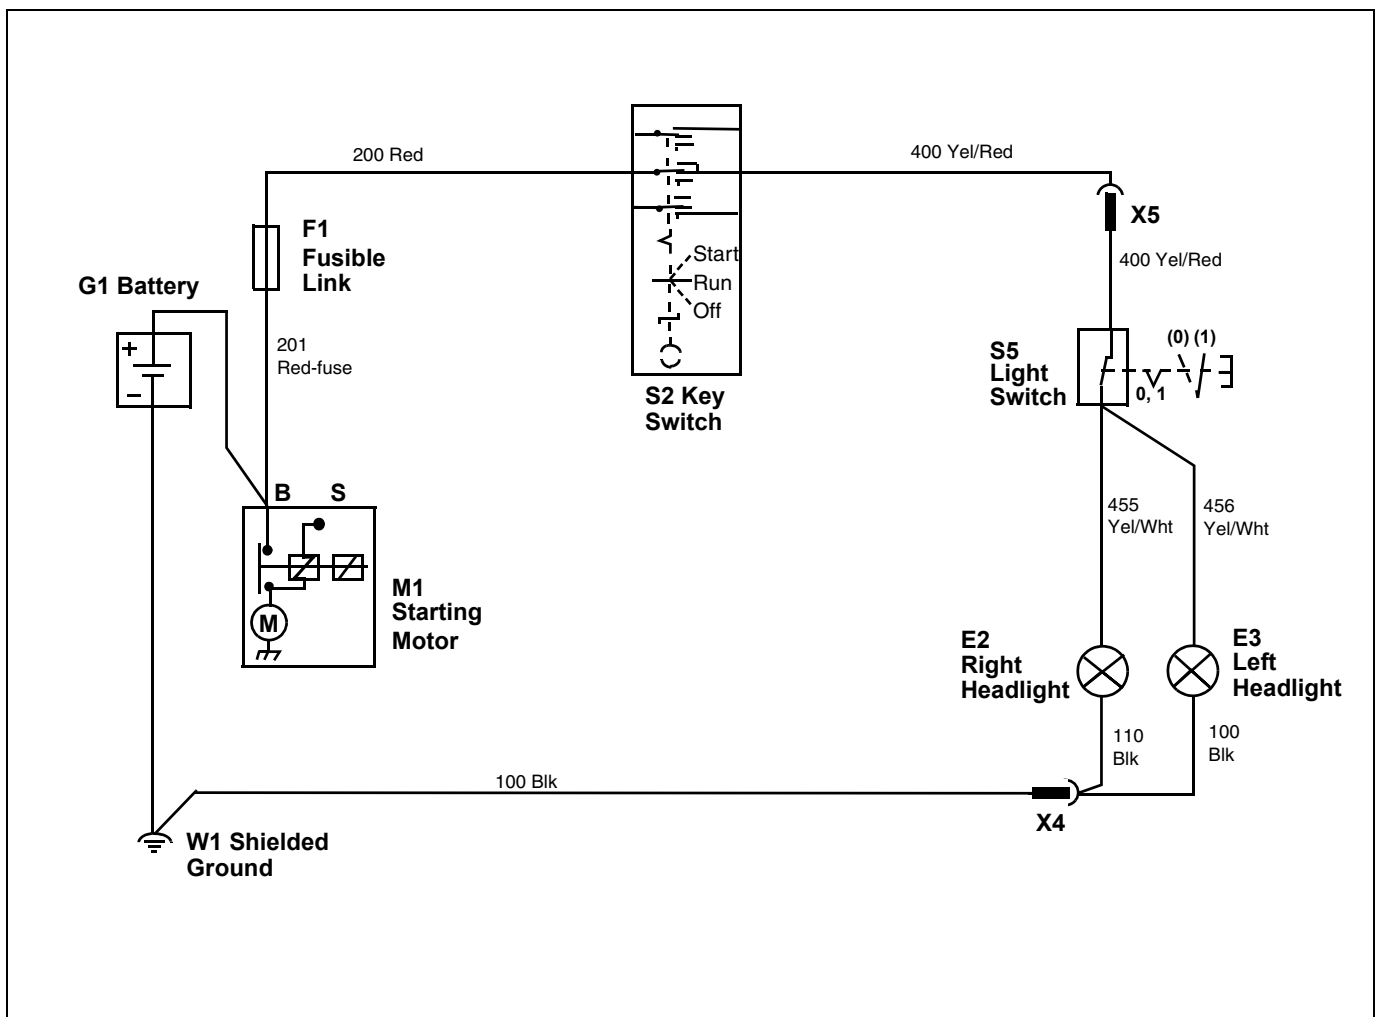 200 Red
400 Yel/Red
F1
Fusible
Link
X5
400 Yel/Red
Start
Run
Off
G1 Battery
+
–
201
Red-fuse
S2 Key
Switch
S5
Light
Switch
(0) (1)
0, 1
B S
455
Yel/Wht
456
Yel/Wht
M
M1
Starting
Motor
E2
Right
Headlight
E3
Left
Headlight
110
Blk
100
Blk
100 Blk
X4
W1 Shielded
Ground